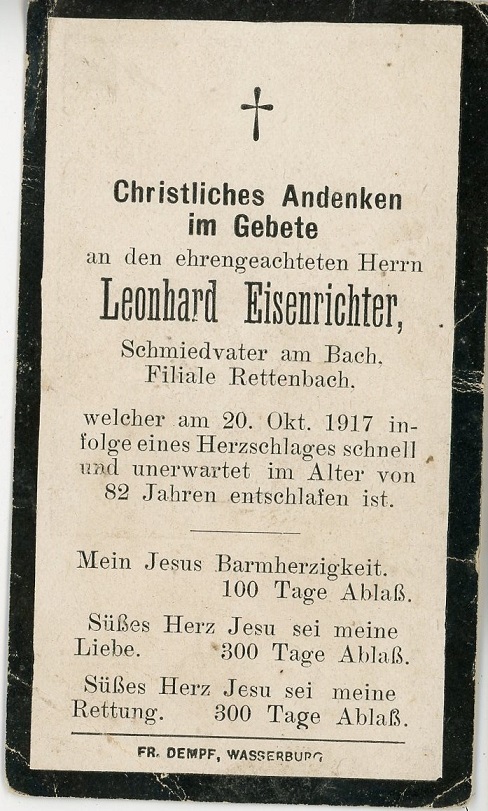 Christliches Andenken
im Gebete
an den ehrengeachteten Herrn
Leonhard Eisenrichter,
Schmiedvater am Bach,
Filiale Rettenbach,
welcher am 20. Okt. 1917 in-
folge eines Herzschlages schnell
und unerwartet im Alter von
82 Jahren entschlafen ist.
Mein Jesus Barmherzigkeit.
100 Tage Ablaß.
Süßes Herz Jesu sei meine
Liebe. 300 Tage Ablaß.
Süßes Herz Jesu sei meine
Rettung. 300 Tage Ablaß.
FR. DEMPF, WASSERBURG